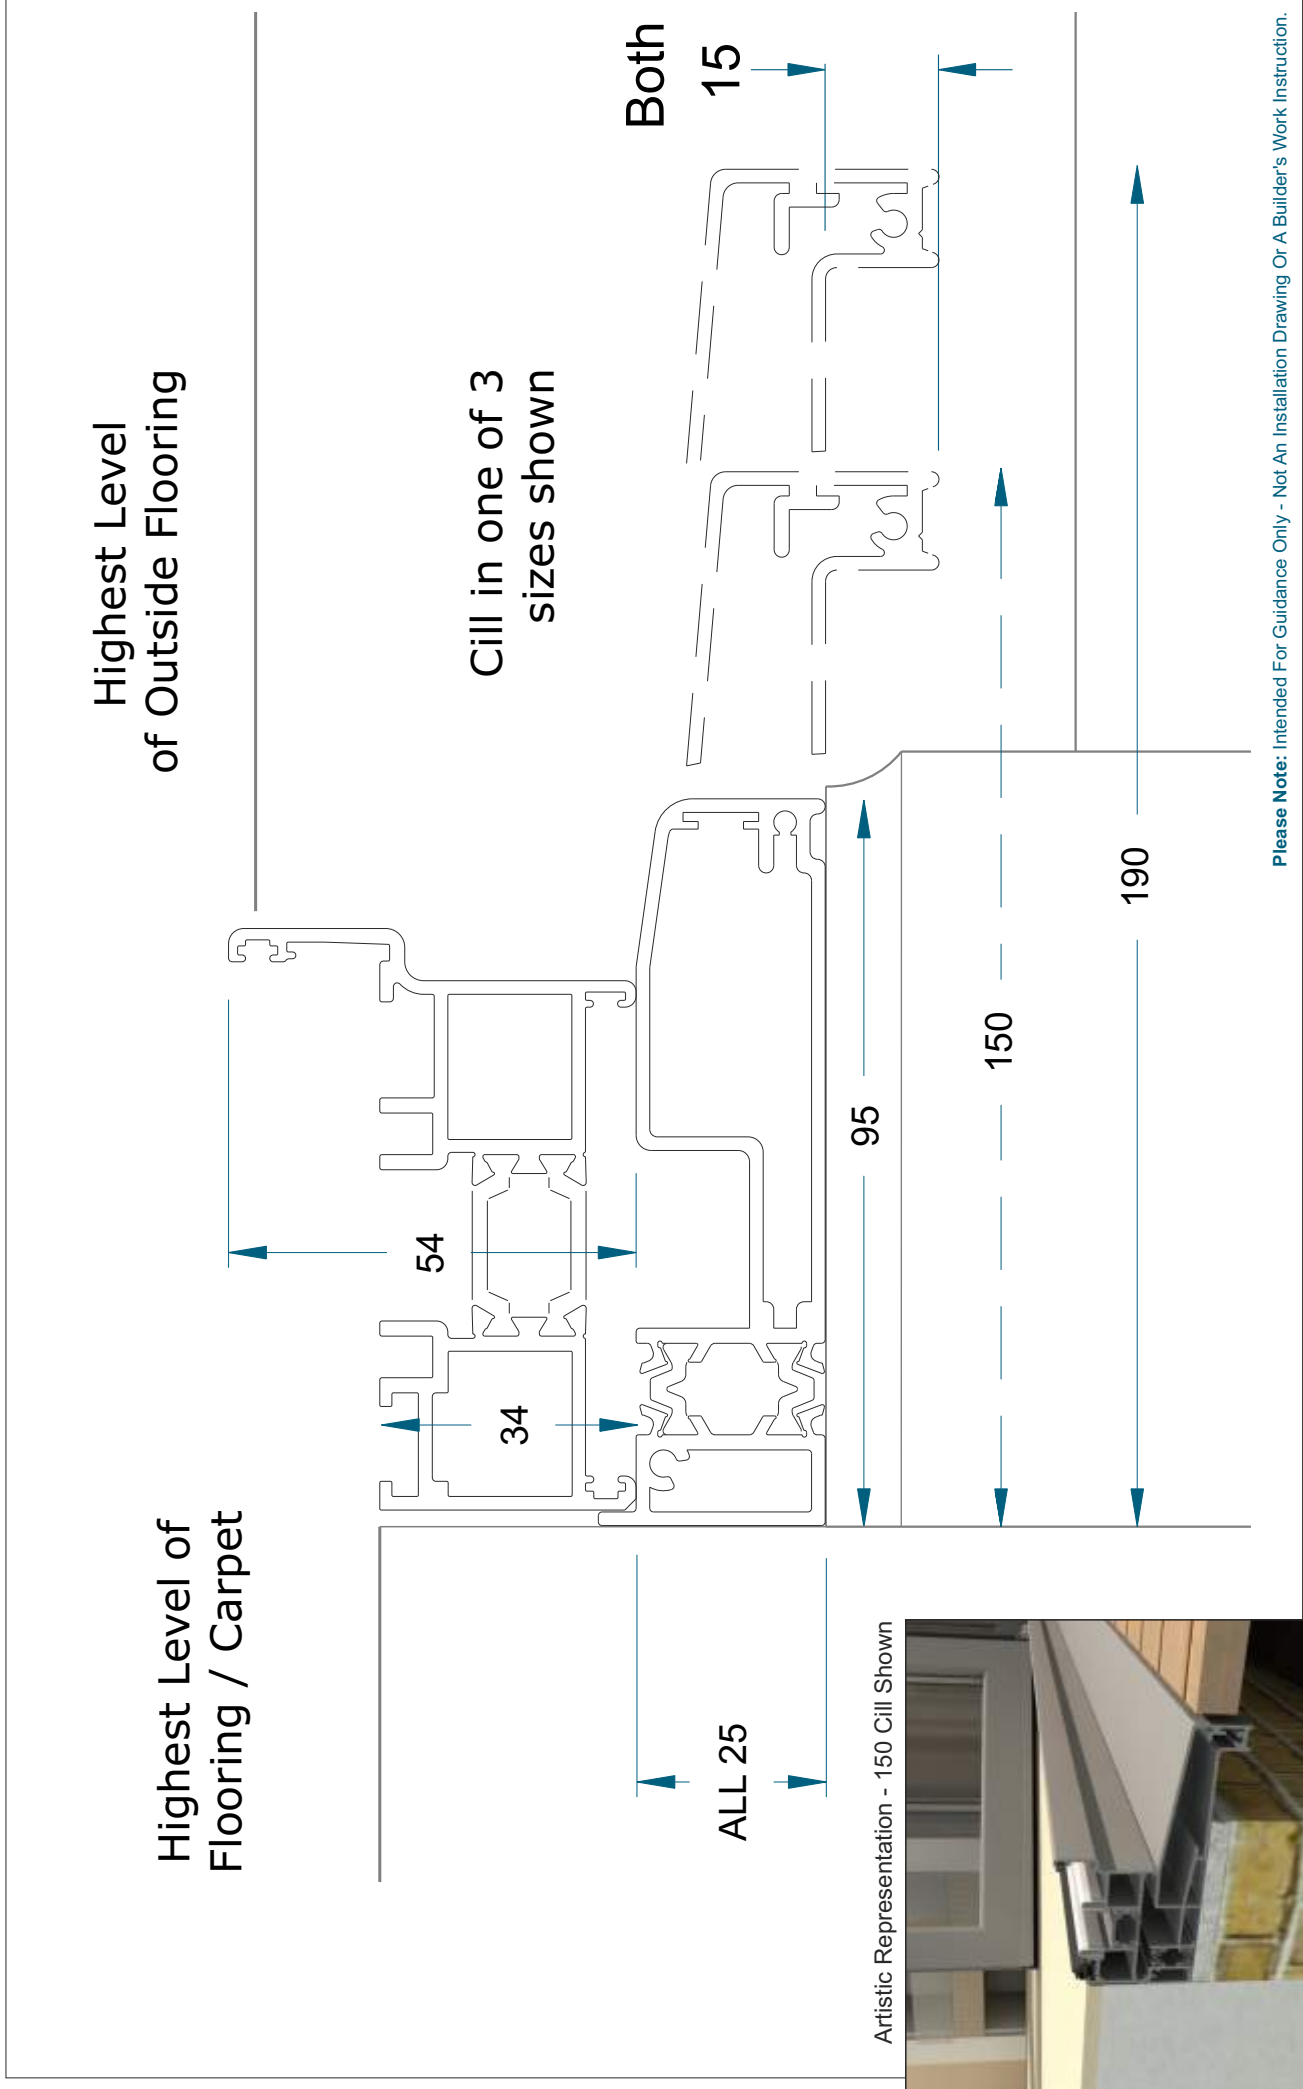 Highest Level of
Flooring / Carpet
Highest Level
of Outside Flooring
Cill in one of 3
sizes shown
Both
15
54
34
ALL 25
95
150
190
Artistic Representation - 150 Cill Shown
Please Note: Intended For Guidance Only - Not An Installation Drawing Or A Builder's Work Instruction.